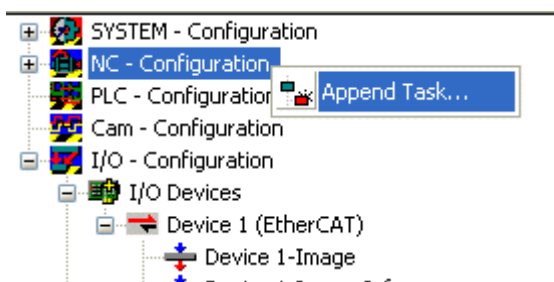 SYSTEM - Configuration
NC - Configuration
Append Task...
PLC - Configuration
Cam - Configuration
I/O - Configuration
I/O Devices
Device 1 (EtherCAT)
Device 1-Image